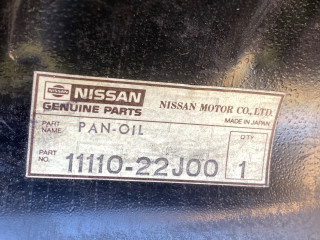 NISSAN
GENUINE PARTS
NISSAN MOTOR CO., LTD.
MADE IN JAPAN
PART NAME PAN-OIL
QTY
PART NO. 11110-22J00 1